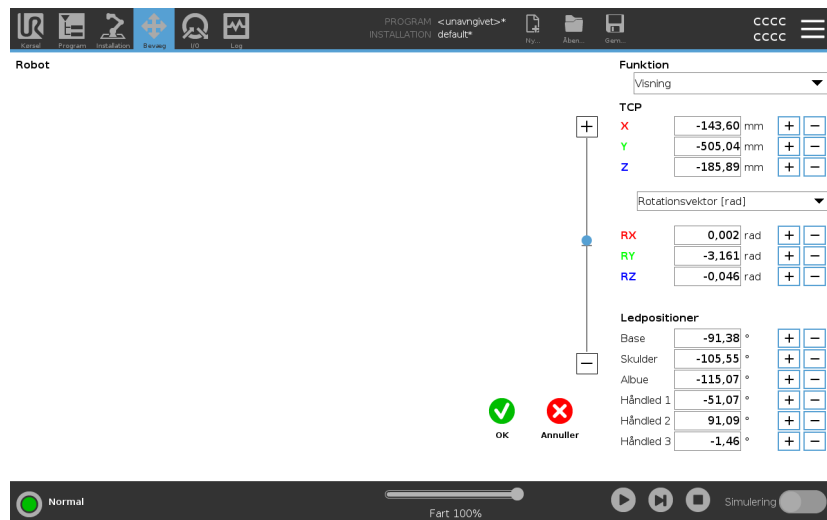 PROGRAM <unavngivet>*
INSTALLATION default*
Kørsel Program Installation Bevæg I/O Log
Ny... Åben... Gem...
cccc
cccc
Robot
Funktion
Visning
TCP
X -143,60 mm + −
Y -505,04 mm + −
Z -185,89 mm + −
Rotationsvektor [rad]
RX 0,002 rad + −
RY -3,161 rad + −
RZ -0,046 rad + −
Ledpositioner
Base -91,38 ° + −
Skulder -105,55 ° + −
Albue -115,07 ° + −
Håndled 1 -51,07 ° + −
Håndled 2 91,09 ° + −
Håndled 3 -1,46 ° + −
+
−
OK Annuller
Normal
Fart 100%
Simulering